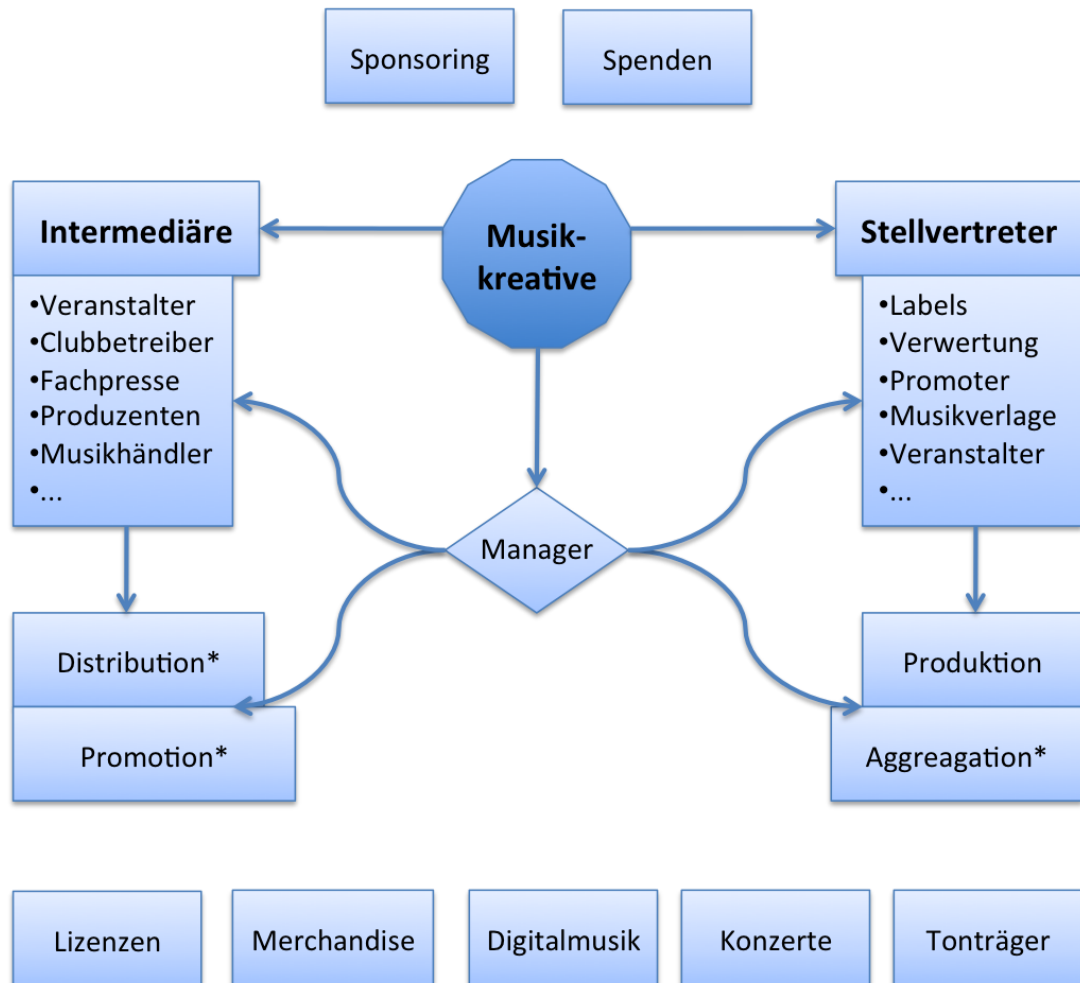 Sponsoring
Spenden
Intermediäre
Musik-
kreative
Stellvertreter
•Veranstalter
•Clubbetreiber
•Fachpresse
•Produzenten
•Musikhändler
•...
•Labels
•Verwertung
•Promoter
•Musikverlage
•Veranstalter
•...
Manager
Distribution*
Promotion*
Produktion
Aggreagation*
Lizenzen
Merchandise
Digitalmusik
Konzerte
Tonträger